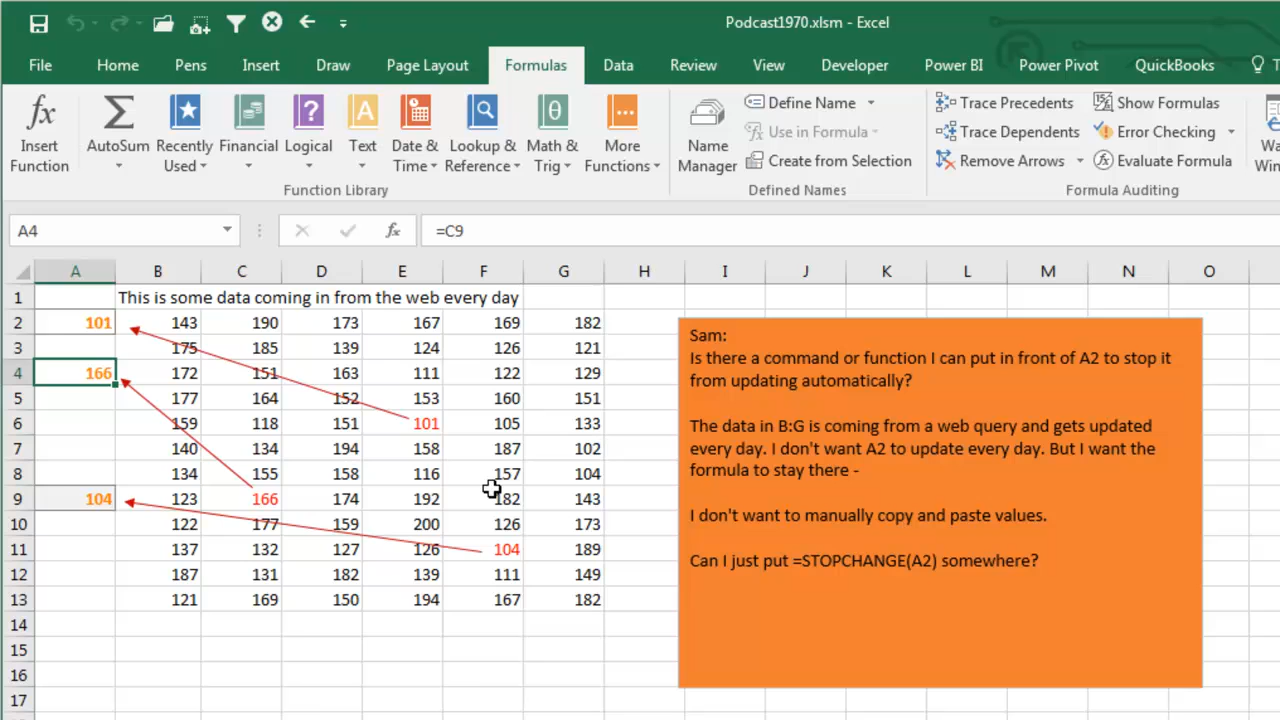 Podcast1970.xlsm - Excel
File Home Pens Insert Draw Page Layout Formulas Data Review View Developer Power BI Power Pivot QuickBooks
fx Σ ? A θ
Insert Function
AutoSum
Recently Used
Financial
Logical
Text
Date & Time
Lookup & Reference
Math & Trig
More Functions
Function Library
Name Manager
Define Name
Use in Formula
Create from Selection
Defined Names
Trace Precedents
Trace Dependents
Remove Arrows
Show Formulas
Error Checking
Evaluate Formula
Formula Auditing
A4 fx =C9
A B C D E F G H I J K L M N O
1 This is some data coming in from the web every day
2 101 143 190 173 167 169 182
3 175 185 139 124 126 121
4 166 172 151 163 111 122 129
5 177 164 152 153 160 151
6 159 118 151 101 105 133
7 140 134 194 158 187 102
8 134 155 158 116 157 104
9 104 123 166 174 192 182 143
10 122 177 159 200 126 173
11 137 132 127 126 104 189
12 187 131 182 139 111 149
13 121 169 150 194 167 182
14
15
16
17
Sam:
Is there a command or function I can put in front of A2 to stop it
from updating automatically?
The data in B:G is coming from a web query and gets updated
every day. I don't want A2 to update every day. But I want the
formula to stay there -
I don't want to manually copy and paste values.
Can I just put =STOPCHANGE(A2) somewhere?